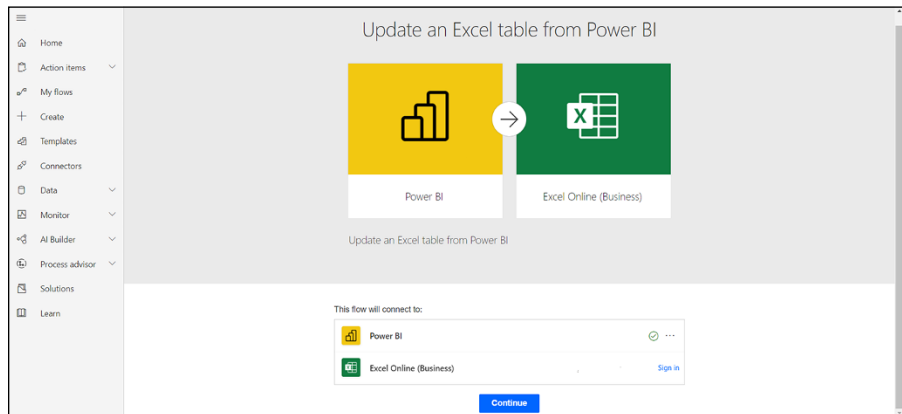 Home
Action items
My flows
Create
Templates
Connectors
Data
Monitor
AI Builder
Process advisor
Solutions
Learn
Update an Excel table from Power BI
X
Power BI
Excel Online (Business)
Update an Excel table from Power BI
This flow will connect to:
Power BI
Excel Online (Business) Sign in
Continue